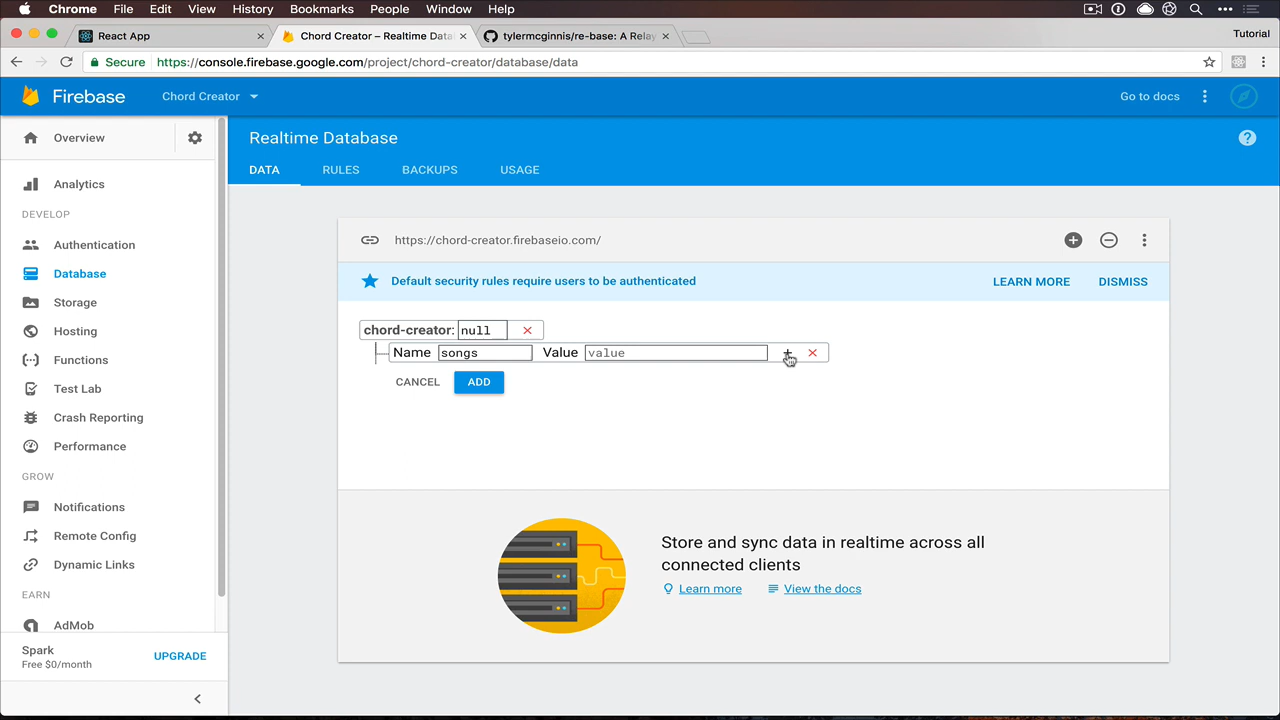 Chrome File Edit View History Bookmarks People Window Help
React App
Chord Creator – Realtime Data
tylermcginnis/re-base: A Relay
Tutorial
Secure https://console.firebase.google.com/project/chord-creator/database/data
Firebase Chord Creator Go to docs
Overview
Analytics
DEVELOP
Authentication
Database
Storage
Hosting
Functions
Test Lab
Crash Reporting
Performance
GROW
Notifications
Remote Config
Dynamic Links
EARN
AdMob
Spark
Free $0/month
UPGRADE
Realtime Database
DATA RULES BACKUPS USAGE
https://chord-creator.firebaseio.com/
Default security rules require users to be authenticated LEARN MORE DISMISS
chord-creator: null
Name songs Value value
CANCEL ADD
Store and sync data in realtime across all
connected clients
Learn more View the docs